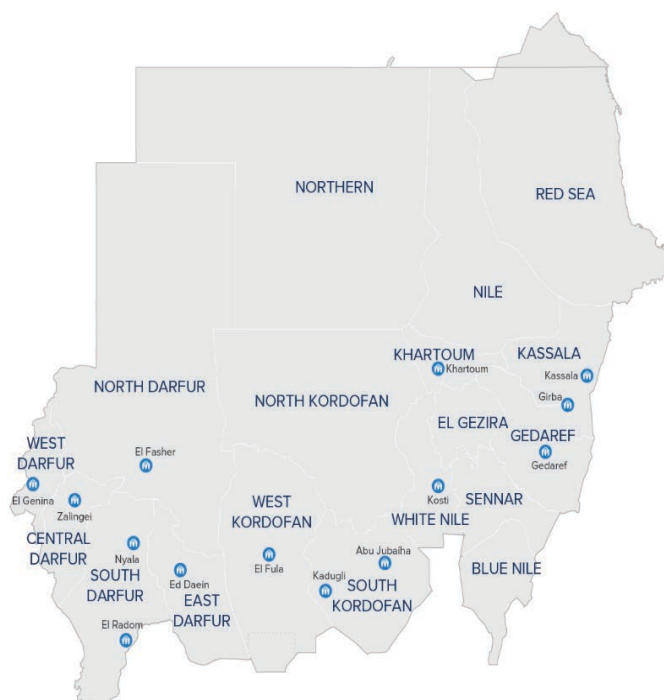 NORTHERN
RED SEA
NILE
KHARTOUM
Khartoum
KASSALA
Kassala
Girba
NORTH DARFUR
NORTH KORDOFAN
EL GEZIRA
GEDAREF
Gedaref
WEST
DARFUR
El Fasher
El Genina
Zalingei
WEST
KORDOFAN
Kosti
SENNAR
WHITE NILE
CENTRAL
DARFUR
Nyala
SOUTH
DARFUR
Ed Daein
EAST
DARFUR
El Fula
Abu Jubaiha
Kadugli
SOUTH
KORDOFAN
BLUE NILE
El Radom